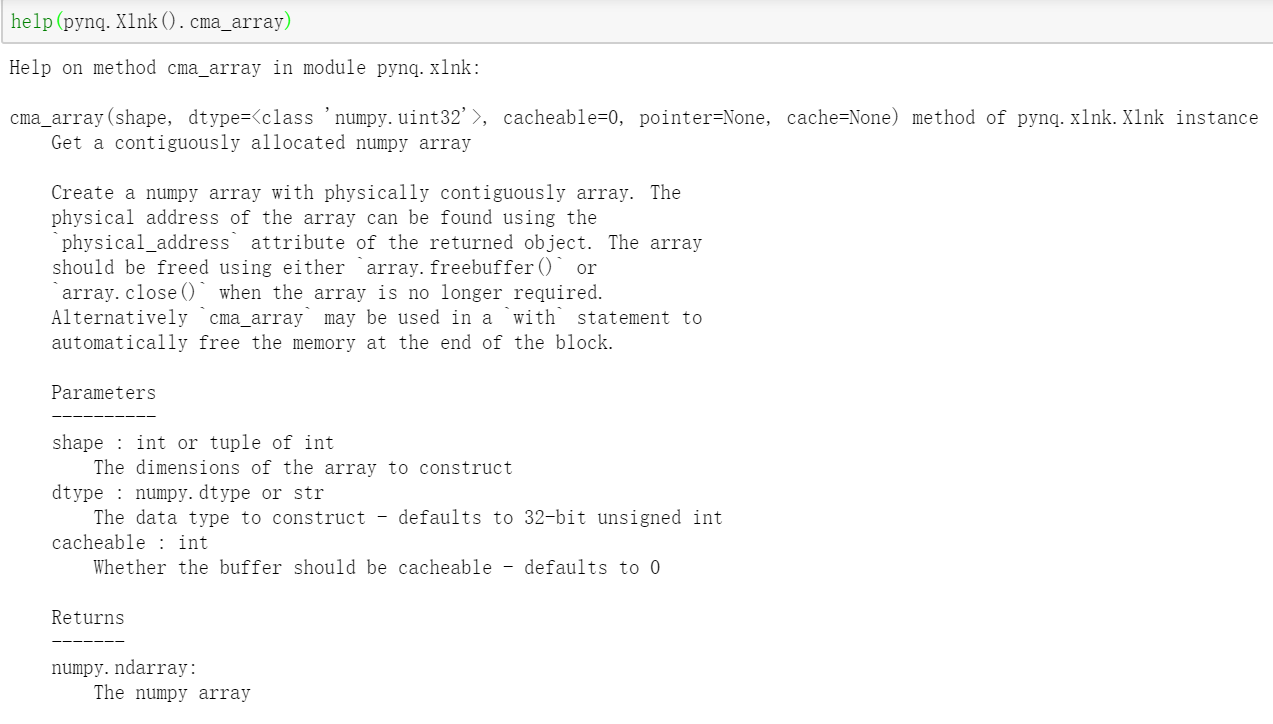 help(pynq.Xlnk().cma_array)
Help on method cma_array in module pynq.xlnk:
cma_array(shape, dtype=<class 'numpy.uint32'>, cacheable=0, pointer=None, cache=None) method of pynq.xlnk.Xlnk instance
Get a contiguously allocated numpy array
Create a numpy array with physically contiguously array. The
physical address of the array can be found using the
`physical_address` attribute of the returned object. The array
should be freed using either `array.freebuffer()` or
`array.close()` when the array is no longer required.
Alternatively `cma_array` may be used in a `with` statement to
automatically free the memory at the end of the block.
Parameters
----------
shape : int or tuple of int
The dimensions of the array to construct
dtype : numpy.dtype or str
The data type to construct - defaults to 32-bit unsigned int
cacheable : int
Whether the buffer should be cacheable - defaults to 0
Returns
-------
numpy.ndarray:
The numpy array